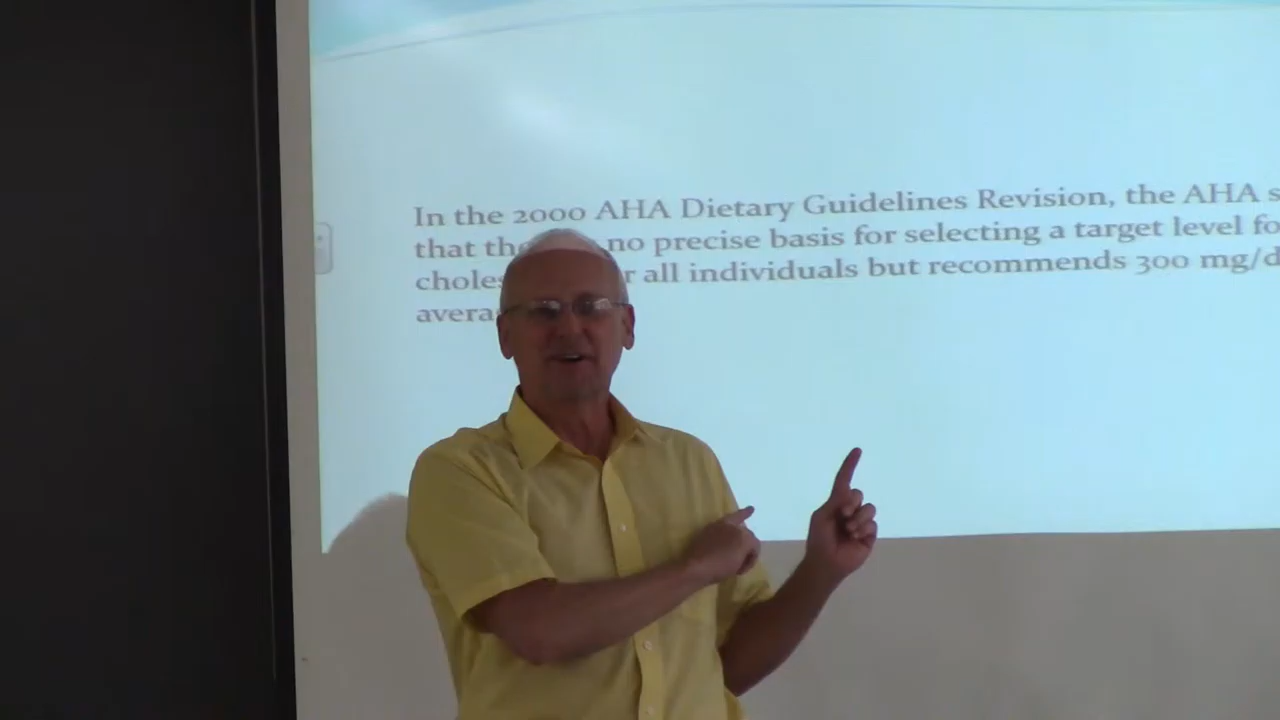 In the 2000 AHA Dietary Guidelines Revision, the AHA s
that the no precise basis for selecting a target level fo
choles r all individuals but recommends 300 mg/d
avera